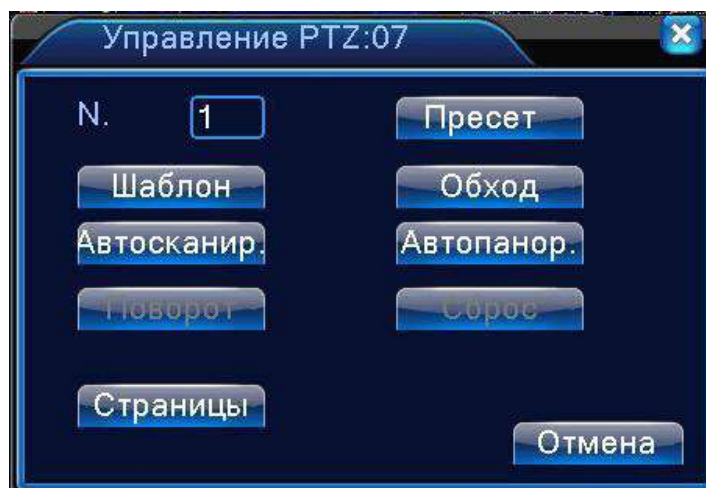 Управление PTZ:07
N. 1 Пресет
Шаблон Обход
Автосканир. Автопанор.
Поворот Сброс
Страницы
Отмена